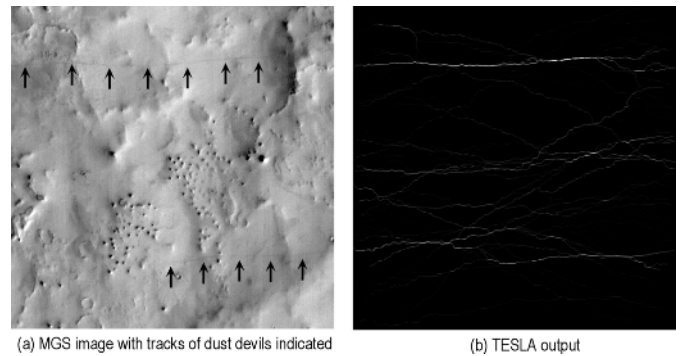 (a) MGS image with tracks of dust devils indicated
(b) TESLA output